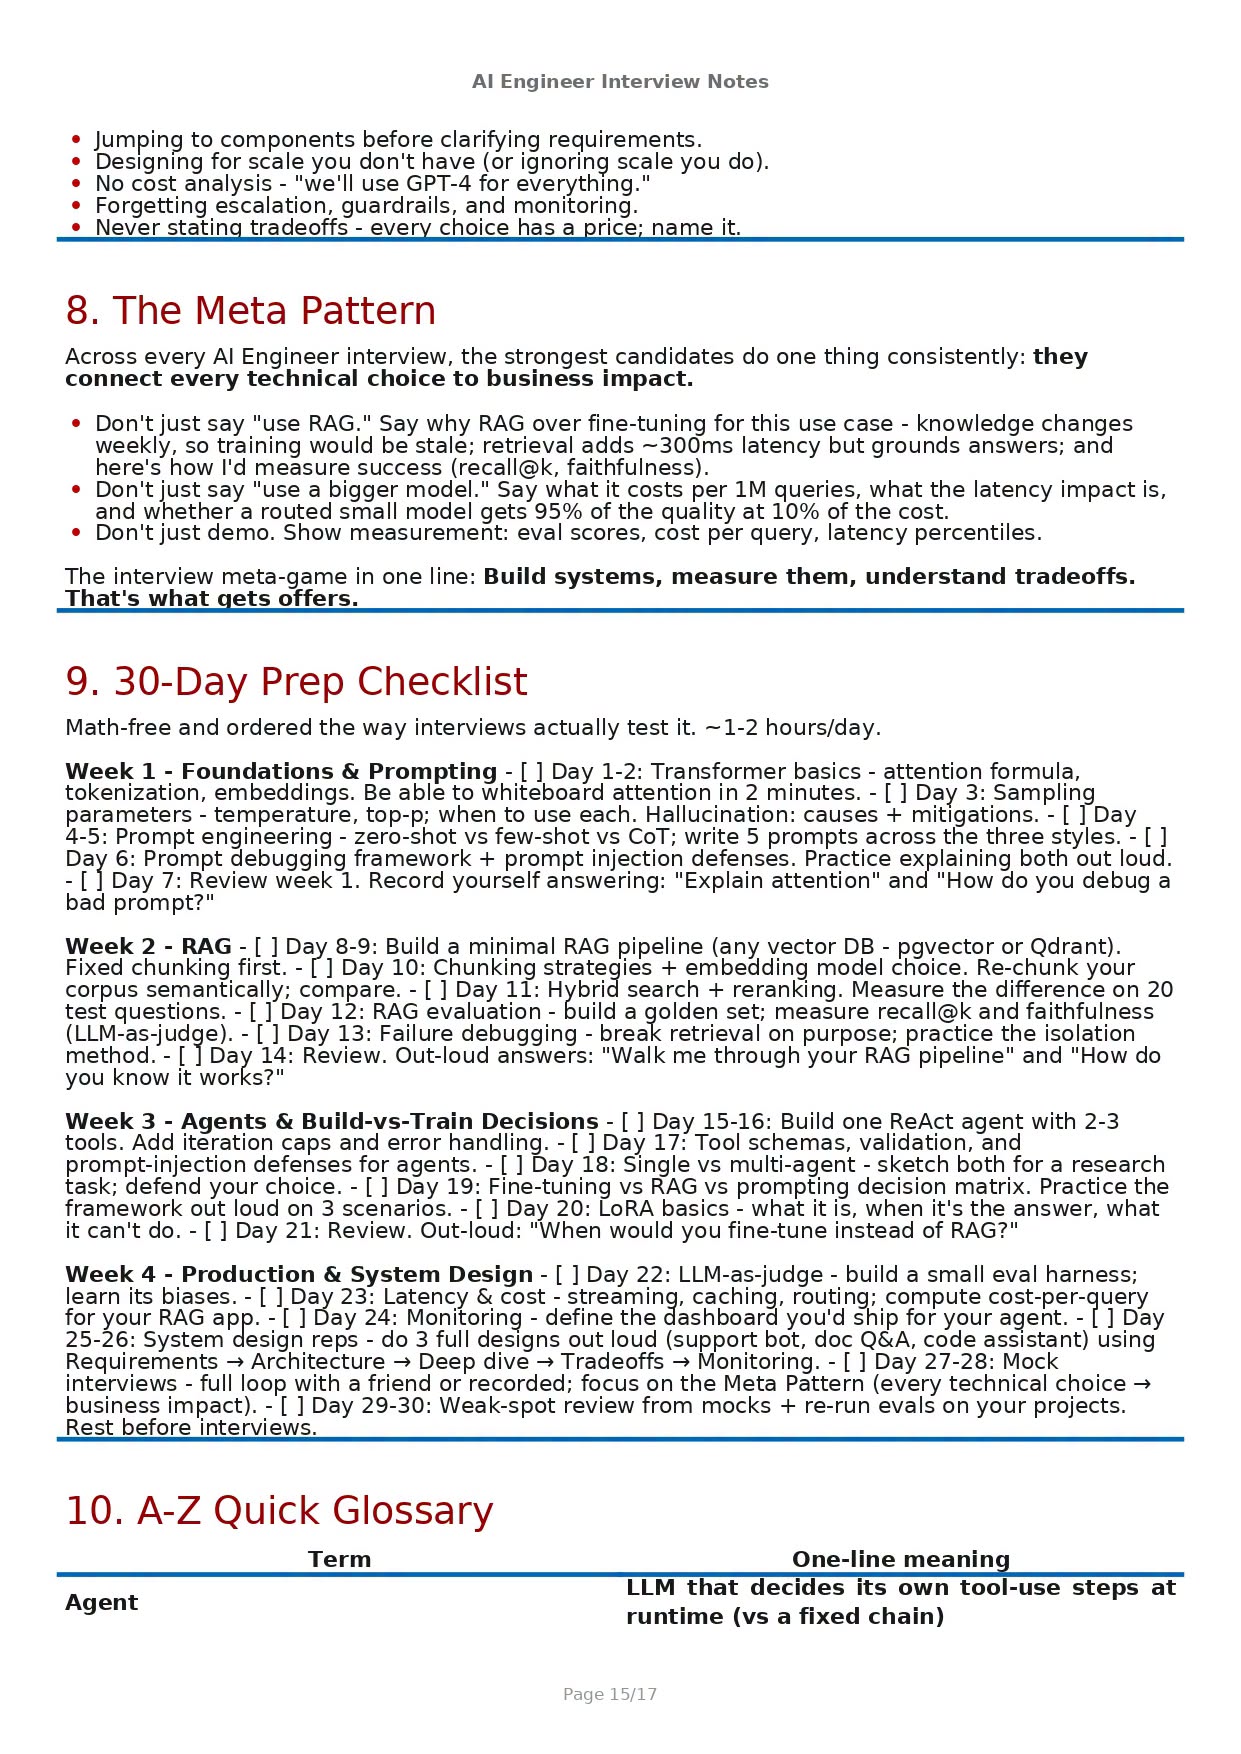 AI Engineer Interview Notes
• Jumping to components before clarifying requirements.
• Designing for scale you don't have (or ignoring scale you do).
• No cost analysis - "we'll use GPT-4 for everything."
• Forgetting escalation, guardrails, and monitoring.
• Never stating tradeoffs - every choice has a price; name it.
8. The Meta Pattern
Across every AI Engineer interview, the strongest candidates do one thing consistently: they
connect every technical choice to business impact.
• Don't just say "use RAG." Say why RAG over fine-tuning for this use case - knowledge changes
weekly, so training would be stale; retrieval adds ~300ms latency but grounds answers; and
here's how I'd measure success (recall@k, faithfulness).
• Don't just say "use a bigger model." Say what it costs per 1M queries, what the latency impact is,
and whether a routed small model gets 95% of the quality at 10% of the cost.
• Don't just demo. Show measurement: eval scores, cost per query, latency percentiles.
The interview meta-game in one line: Build systems, measure them, understand tradeoffs.
That's what gets offers.
9. 30-Day Prep Checklist
Math-free and ordered the way interviews actually test it. ~1-2 hours/day.
Week 1 - Foundations & Prompting - [ ] Day 1-2: Transformer basics - attention formula,
tokenization, embeddings. Be able to whiteboard attention in 2 minutes. - [ ] Day 3: Sampling
parameters - temperature, top-p; when to use each. Hallucination: causes + mitigations. - [ ] Day
4-5: Prompt engineering - zero-shot vs few-shot vs CoT; write 5 prompts across the three styles. - [ ]
Day 6: Prompt debugging framework + prompt injection defenses. Practice explaining both out loud.
- [ ] Day 7: Review week 1. Record yourself answering: "Explain attention" and "How do you debug a
bad prompt?"
Week 2 - RAG - [ ] Day 8-9: Build a minimal RAG pipeline (any vector DB - pgvector or Qdrant).
Fixed chunking first. - [ ] Day 10: Chunking strategies + embedding model choice. Re-chunk your
corpus semantically; compare. - [ ] Day 11: Hybrid search + reranking. Measure the difference on 20
test questions. - [ ] Day 12: RAG evaluation - build a golden set; measure recall@k and faithfulness
(LLM-as-judge). - [ ] Day 13: Failure debugging - break retrieval on purpose; practice the isolation
method. - [ ] Day 14: Review. Out-loud answers: "Walk me through your RAG pipeline" and "How do
you know it works?"
Week 3 - Agents & Build-vs-Train Decisions - [ ] Day 15-16: Build one ReAct agent with 2-3
tools. Add iteration caps and error handling. - [ ] Day 17: Tool schemas, validation, and
prompt-injection defenses for agents. - [ ] Day 18: Single vs multi-agent - sketch both for a research
task; defend your choice. - [ ] Day 19: Fine-tuning vs RAG vs prompting decision matrix. Practice the
framework out loud on 3 scenarios. - [ ] Day 20: LoRA basics - what it is, when it's the answer, what
it can't do. - [ ] Day 21: Review. Out-loud: "When would you fine-tune instead of RAG?"
Week 4 - Production & System Design - [ ] Day 22: LLM-as-judge - build a small eval harness;
learn its biases. - [ ] Day 23: Latency & cost - streaming, caching, routing; compute cost-per-query
for your RAG app. - [ ] Day 24: Monitoring - define the dashboard you'd ship for your agent. - [ ] Day
25-26: System design reps - do 3 full designs out loud (support bot, doc Q&A, code assistant) using
Requirements → Architecture → Deep dive → Tradeoffs → Monitoring. - [ ] Day 27-28: Mock
interviews - full loop with a friend or recorded; focus on the Meta Pattern (every technical choice →
business impact). - [ ] Day 29-30: Weak-spot review from mocks + re-run evals on your projects.
Rest before interviews.
10. A-Z Quick Glossary
Term One-line meaning
Agent LLM that decides its own tool-use steps at
runtime (vs a fixed chain)
Page 15/17